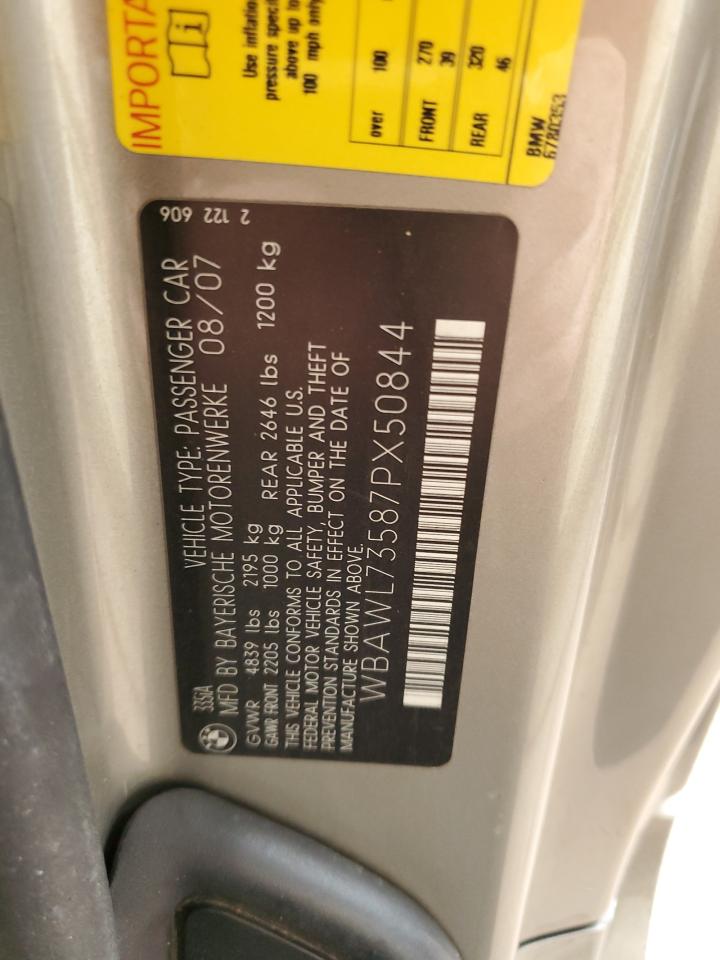 IMPORTA
Use inflation
pressure specifi
above up to
100 mph only
over 100
FRONT 270
39
REAR 320
46
BMW
6780353
2 122 606
335iA VEHICLE TYPE: PASSENGER CAR
MFD BY BAYERISCHE MOTORENWERKE 08/07
GVWR 4839 lbs 2195 kg
GAWR FRONT 2205 lbs 1000 kg REAR 2646 lbs 1200 kg
THIS VEHICLE CONFORMS TO ALL APPLICABLE U.S.
FEDERAL MOTOR VEHICLE SAFETY, BUMPER AND THEFT
PREVENTION STANDARDS IN EFFECT ON THE DATE OF
MANUFACTURE SHOWN ABOVE.
WBAWL73587PX50844